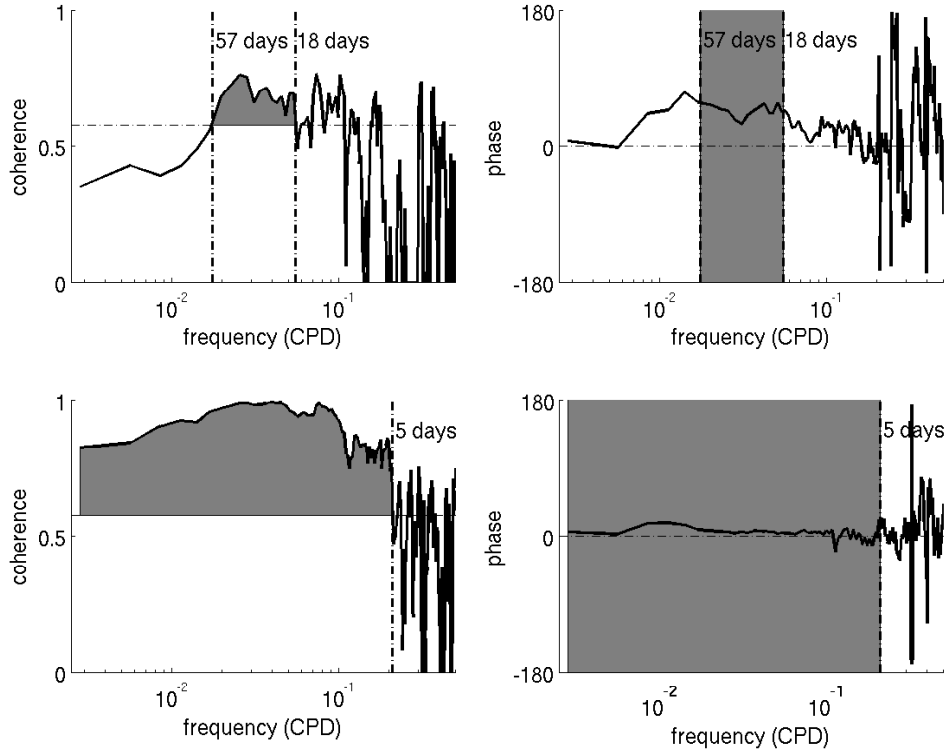 1
57 days
18 days
coherence
0.5
0
10-2
10-1
frequency (CPD)
180
57 days
18 days
phase
0
-180
10-2
10-1
frequency (CPD)
1
5 days
coherence
0.5
0
10-2
10-1
frequency (CPD)
180
5 days
phase
0
-180
10-2
10-1
frequency (CPD)